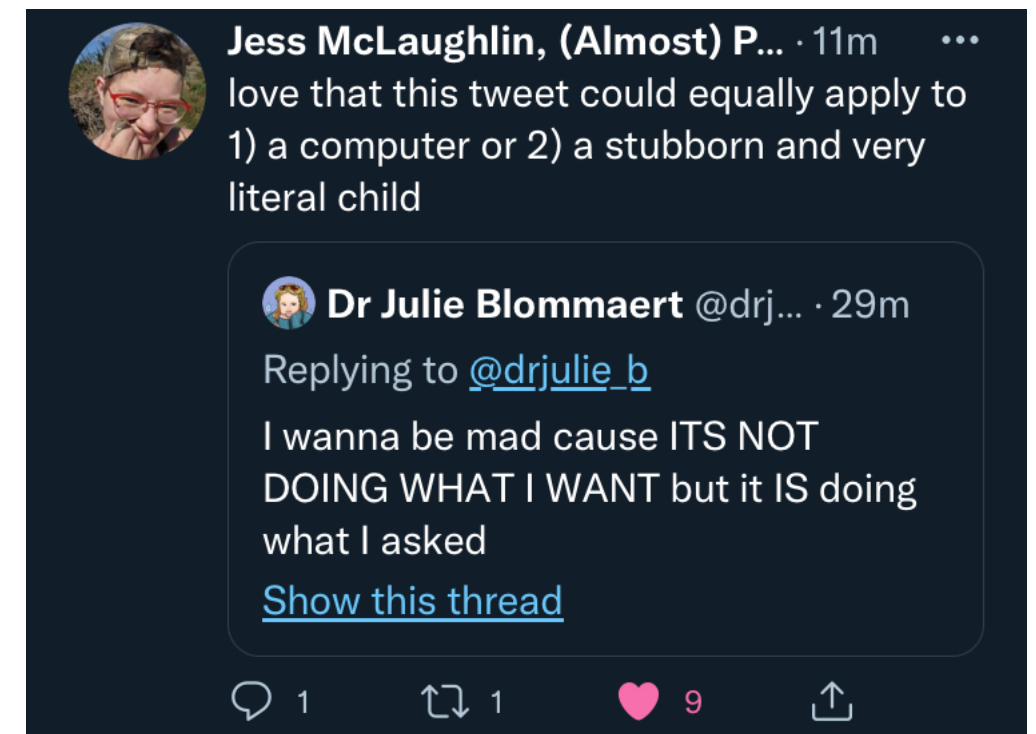 Jess McLaughlin, (Almost) P... · 11m
love that this tweet could equally apply to
1) a computer or 2) a stubborn and very
literal child
Dr Julie Blommaert @drj... · 29m
Replying to @drjulie_b
I wanna be mad cause ITS NOT
DOING WHAT I WANT but it IS doing
what I asked
Show this thread
1 1 9